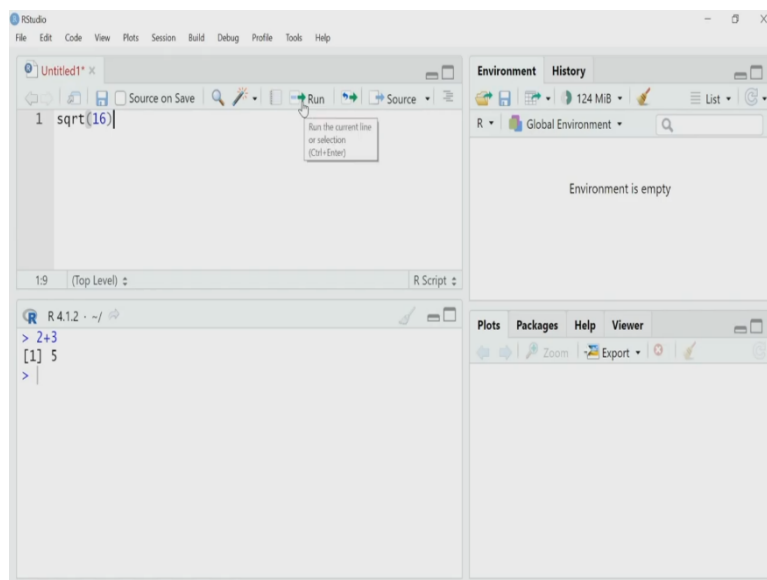 RStudio
File Edit Code View Plots Session Build Debug Profile Tools Help
Untitled1*
Source on Save Run Source
1 sqrt(16)
Run the current line
or selection
(Ctrl+Enter)
1:9 (Top Level) R Script
R 4.1.2 · ~/
> 2+3
[1] 5
>
Environment History
124 MiB List
R Global Environment
Environment is empty
Plots Packages Help Viewer
Zoom Export